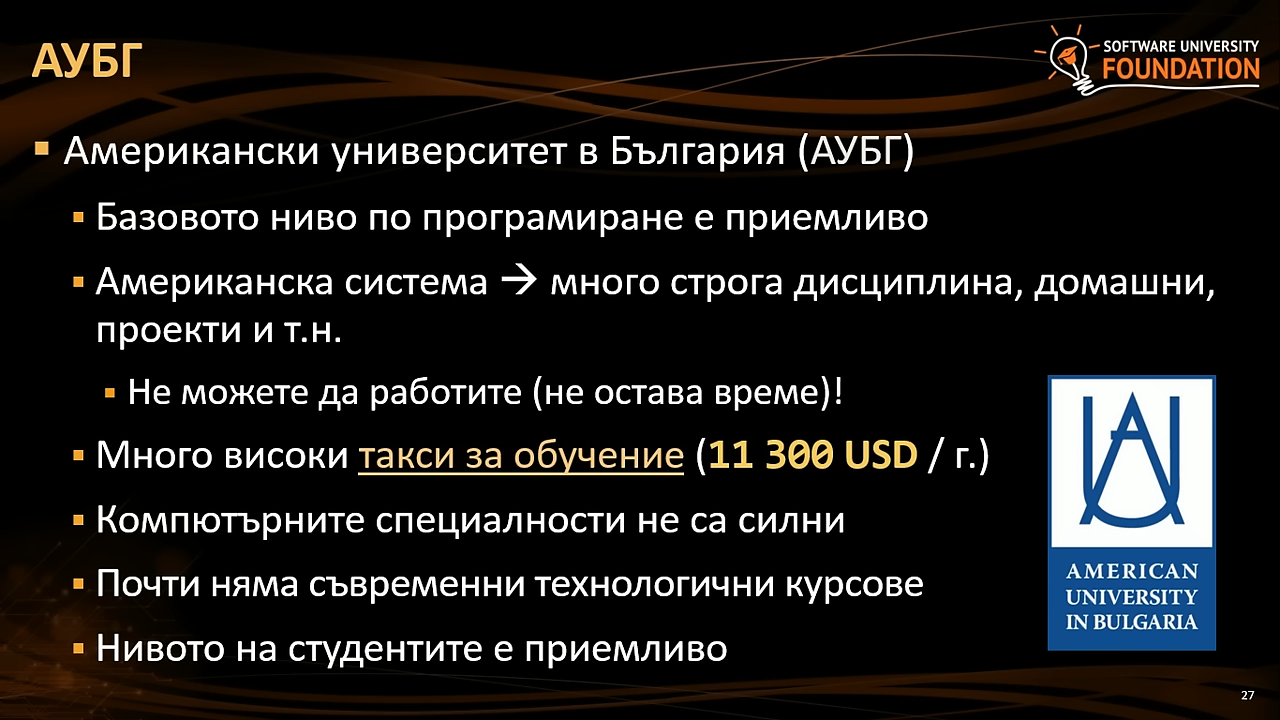 АУБГ
SOFTWARE UNIVERSITY
FOUNDATION
Американски университет в България (АУБГ)
Базовото ниво по програмиране е приемливо
Американска система → много строга дисциплина, домашни,
проекти и т.н.
Не можете да работите (не остава време)!
Много високи такси за обучение (11 300 USD / г.)
Компютърните специалности не са силни
Почти няма съвременни технологични курсове
Нивото на студентите е приемливо
AMERICAN
UNIVERSITY
IN BULGARIA
27